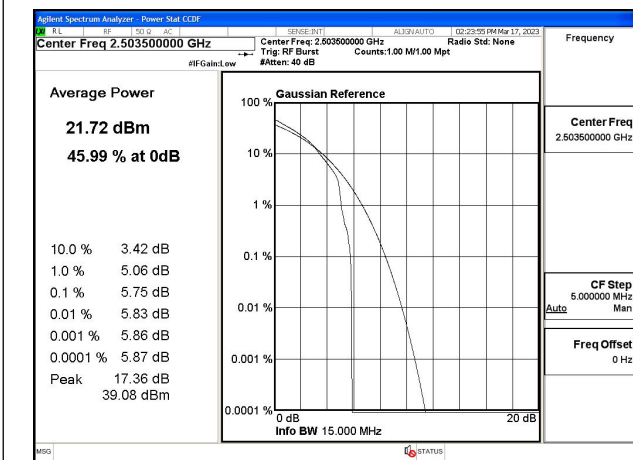 Agilent Spectrum Analyzer - Power Stat CCDF
LXI RL RF 50 Ω AC SENSE:INT ALIGN AUTO 02:23:55 PM Mar 17, 2023
Center Freq 2.503500000 GHz
Center Freq: 2.503500000 GHz Radio Std: None
Trig: RF Burst Counts:1.00 M/1.00 Mpt
#IFGain:Low #Atten: 40 dB
Frequency
Average Power
21.72 dBm
45.99 % at 0dB
10.0 % 3.42 dB
1.0 % 5.06 dB
0.1 % 5.75 dB
0.01 % 5.83 dB
0.001 % 5.86 dB
0.0001 % 5.87 dB
Peak 17.36 dB
39.08 dBm
Gaussian Reference
100 %
10 %
1 %
0.1 %
0.01 %
0.001 %
0.0001 %
0 dB 20 dB
Info BW 15.000 MHz
Center Freq
2.503500000 GHz
CF Step
5.000000 MHz
Auto Man
Freq Offset
0 Hz
MSG STATUS